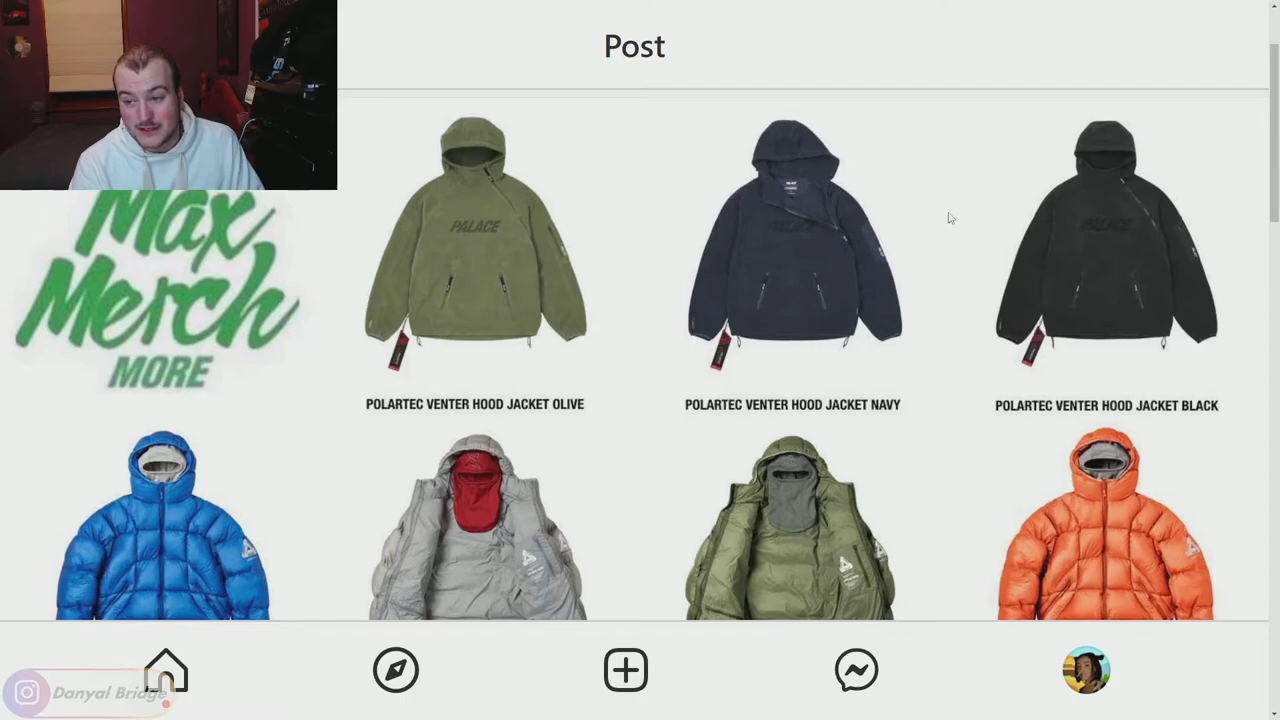 Post
Max
Merch
MORE
PALACE
PALACE
POLARTEC VENTER HOOD JACKET OLIVE
POLARTEC VENTER HOOD JACKET NAVY
POLARTEC VENTER HOOD JACKET BLACK
Danyal Bridge